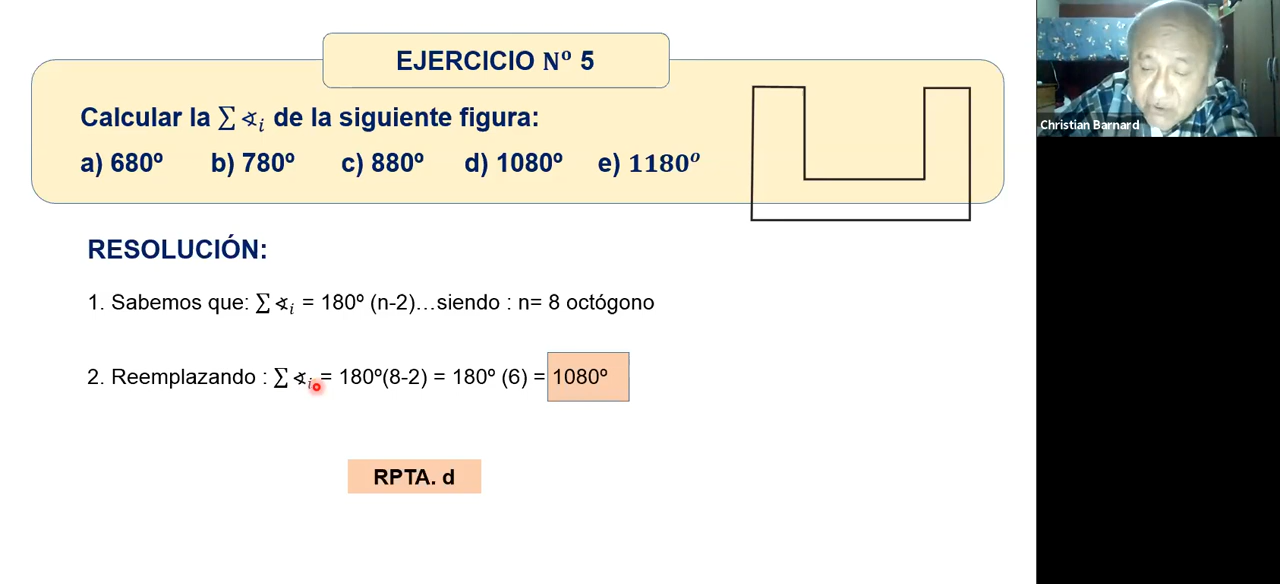 EJERCICIO Nº 5
Calcular la ∑ ∢i de la siguiente figura:
a) 680º b) 780º c) 880º d) 1080º e) 1180º
RESOLUCIÓN:
1. Sabemos que: ∑ ∢i = 180º (n-2)…siendo : n= 8 octógono
2. Reemplazando : ∑ ∢i = 180º(8-2) = 180º (6) = 1080º
RPTA. d
Christian Barnard